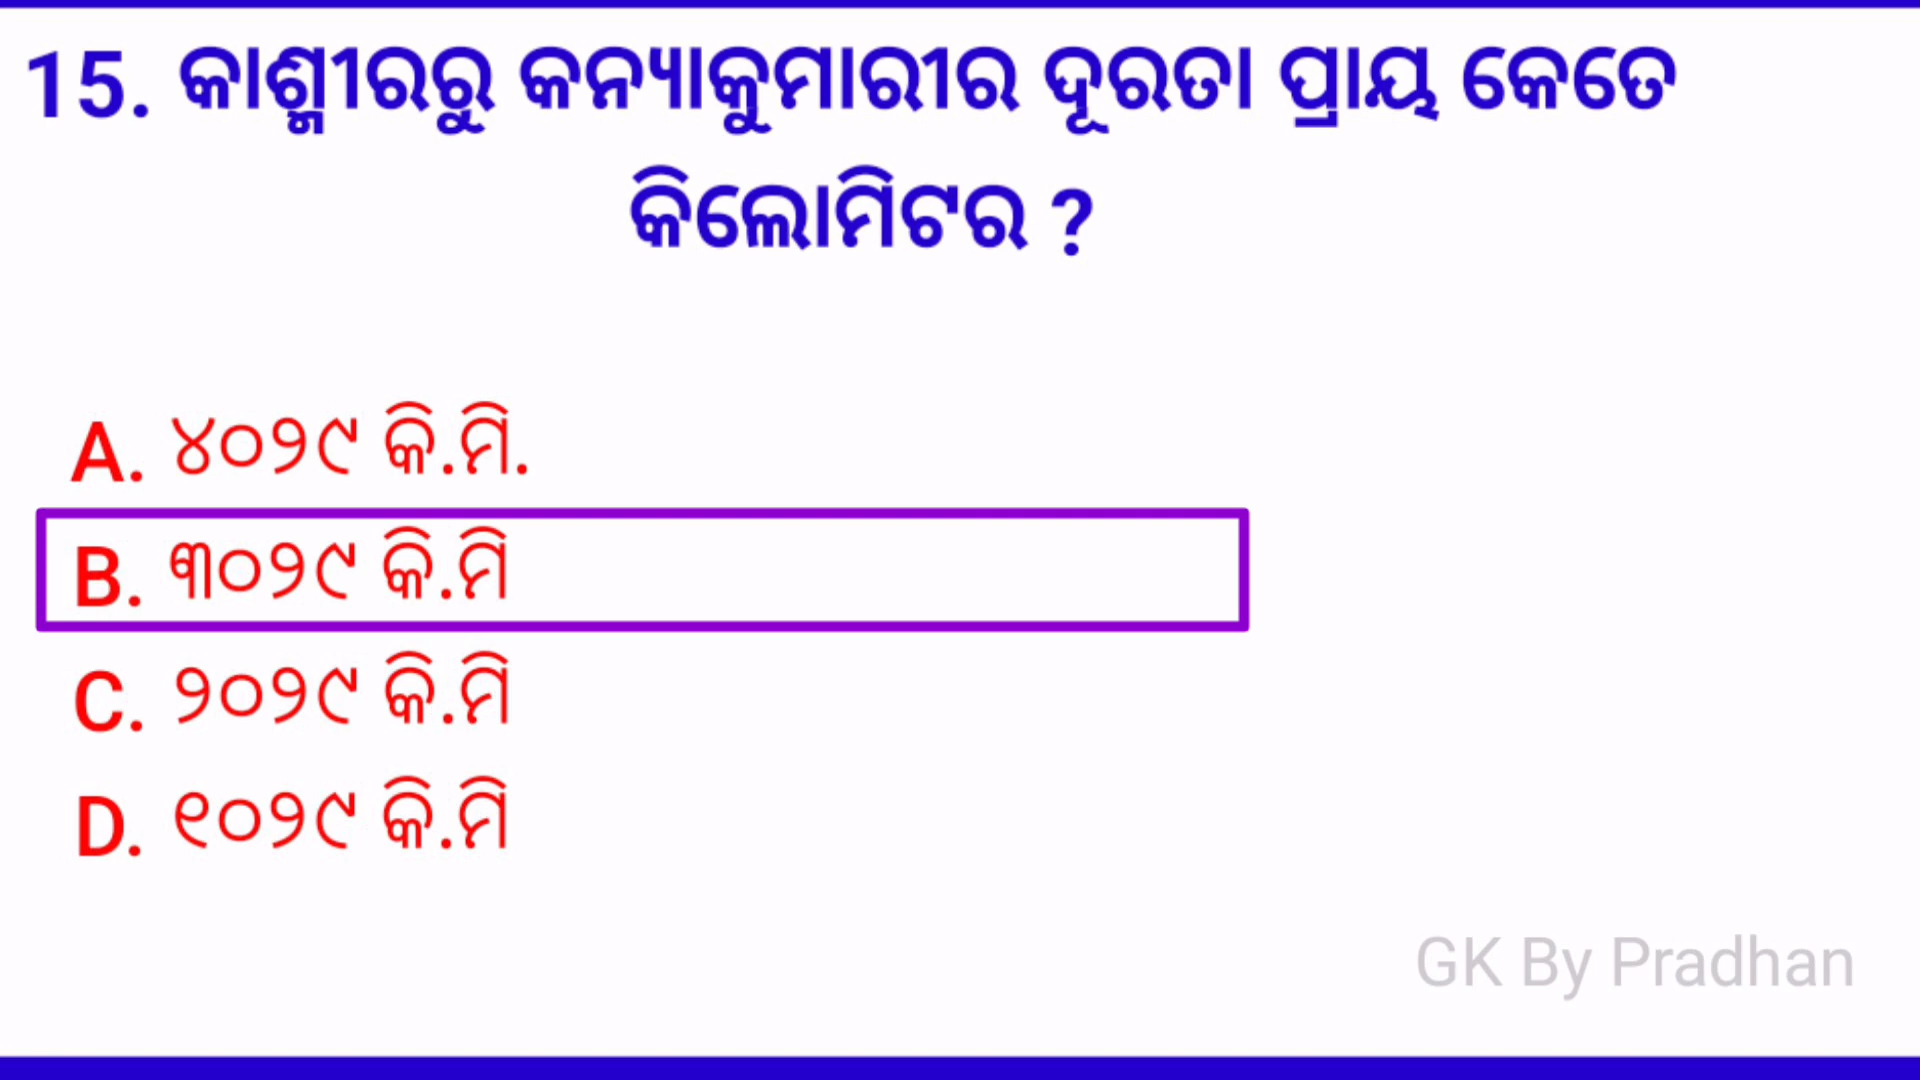 15. କାଶ୍ମୀରରୁ କନ୍ୟାକୁମାରୀର ଦୂରତା ପ୍ରାୟ କେତେ
କିଲୋମିଟର ?
A. ୪୦୨୯ କି.ମି.
B. ୩୦୨୯ କି.ମି
C. ୨୦୨୯ କି.ମି
D. ୧୦୨୯ କି.ମି
GK By Pradhan